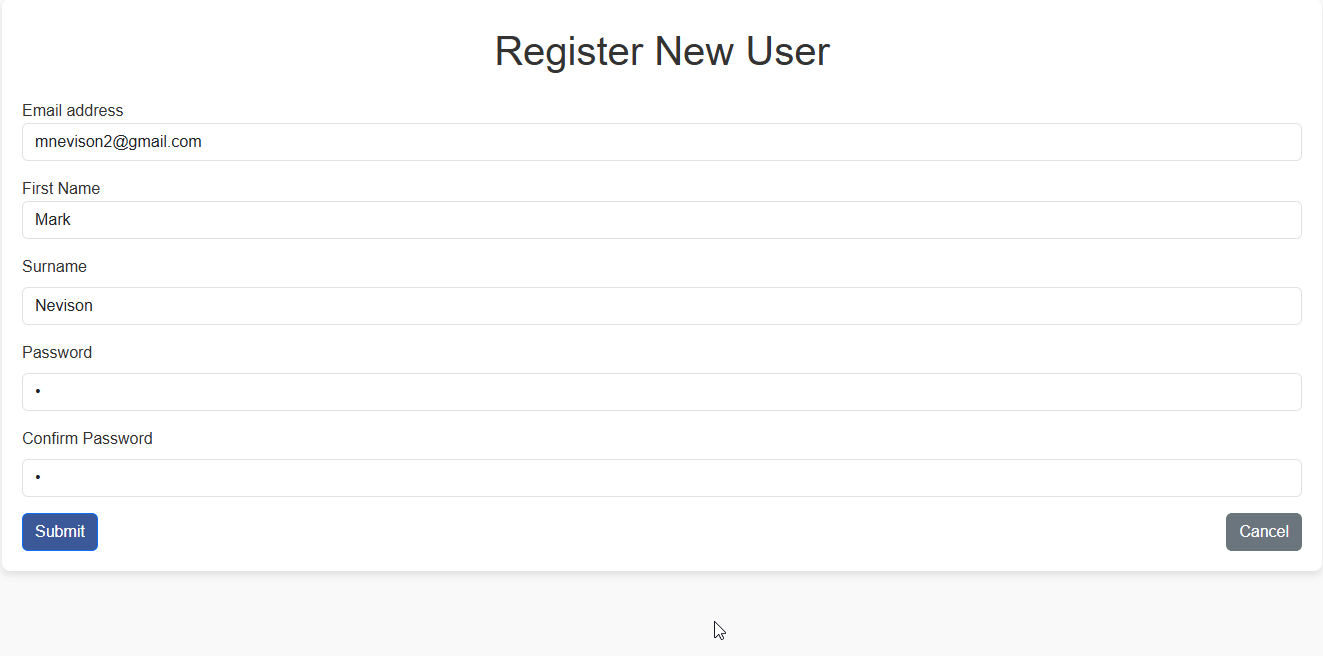 Register New User
Email address
mnevison2@gmail.com
First Name
Mark
Surname
Nevison
Password
•
Confirm Password
•
Submit Cancel